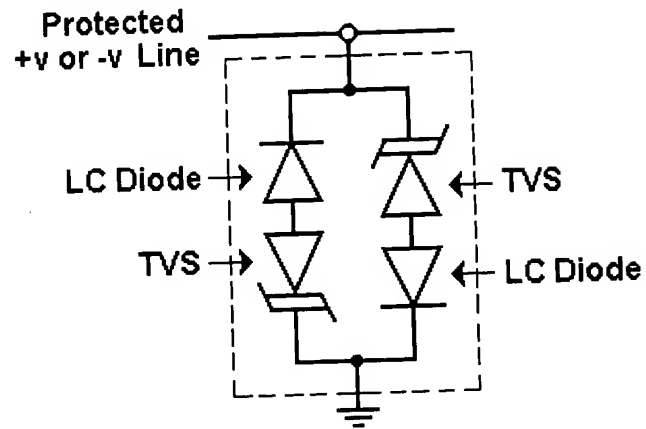 Protected
+v or -v Line
LC Diode
TVS
TVS
LC Diode